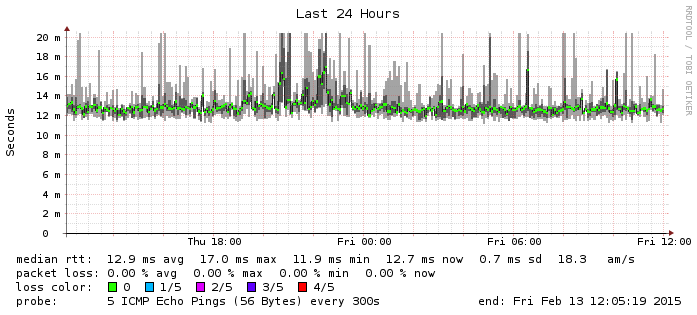 Last 24 Hours
RRDTOOL / TOBI OETIKER
Seconds
20 m
18 m
16 m
14 m
12 m
10 m
8 m
6 m
4 m
2 m
0
Thu 18:00 Fri 00:00 Fri 06:00 Fri 12:00
median rtt: 12.9 ms avg 17.0 ms max 11.9 ms min 12.7 ms now 0.7 ms sd 18.3 am/s
packet loss: 0.00 % avg 0.00 % max 0.00 % min 0.00 % now
loss color: 0 1/5 2/5 3/5 4/5
probe: 5 ICMP Echo Pings (56 Bytes) every 300s end: Fri Feb 13 12:05:19 2015